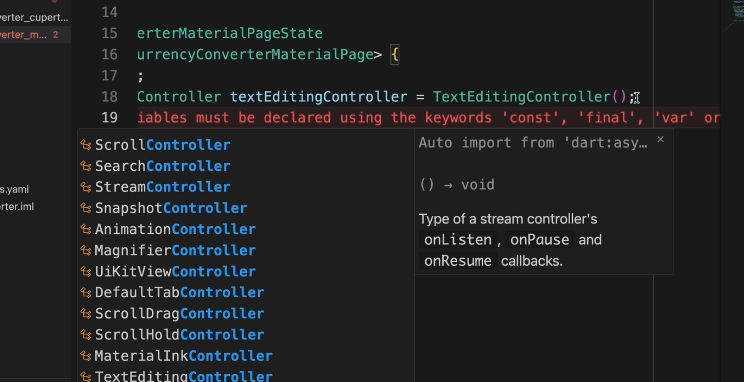 verter_cupert...
verter_m... 2
s.yaml
rter.iml
14
15 erterMaterialPageState
16 urrencyConverterMaterialPage> {
17 ;
18 Controller textEditingController = TextEditingController();
19 iables must be declared using the keywords 'const', 'final', 'var' or
ScrollController
SearchController
StreamController
SnapshotController
AnimationController
MagnifierController
UiKitViewController
DefaultTabController
ScrollDragController
ScrollHoldController
MaterialInkController
TextEditingController
Auto import from 'dart:asy...
() → void
Type of a stream controller's
onListen, onPause and
onResume callbacks.